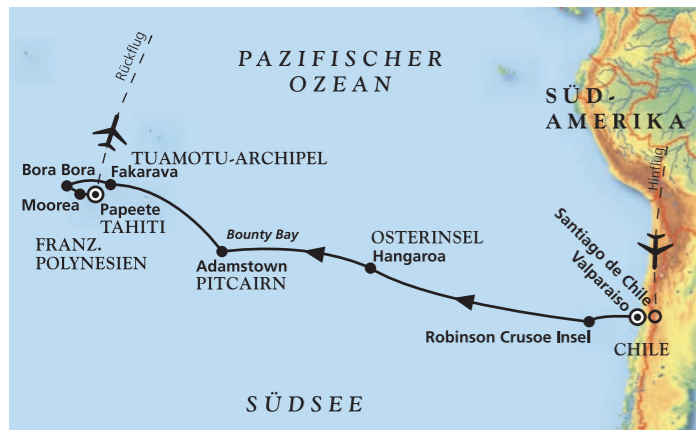 PAZIFISCHER
OZEAN
Rückflug
SÜD-
AMERIKA
Hinflug
TUAMOTU-ARCHIPEL
Bora Bora
Fakarava
Moorea
Papeete
TAHITI
FRANZ.
POLYNESIEN
Bounty Bay
Adamstown
PITCAIRN
OSTERINSEL
Hangaroa
Santiago de Chile
Valparaiso
Robinson Crusoe Insel
CHILE
SÜDSEE